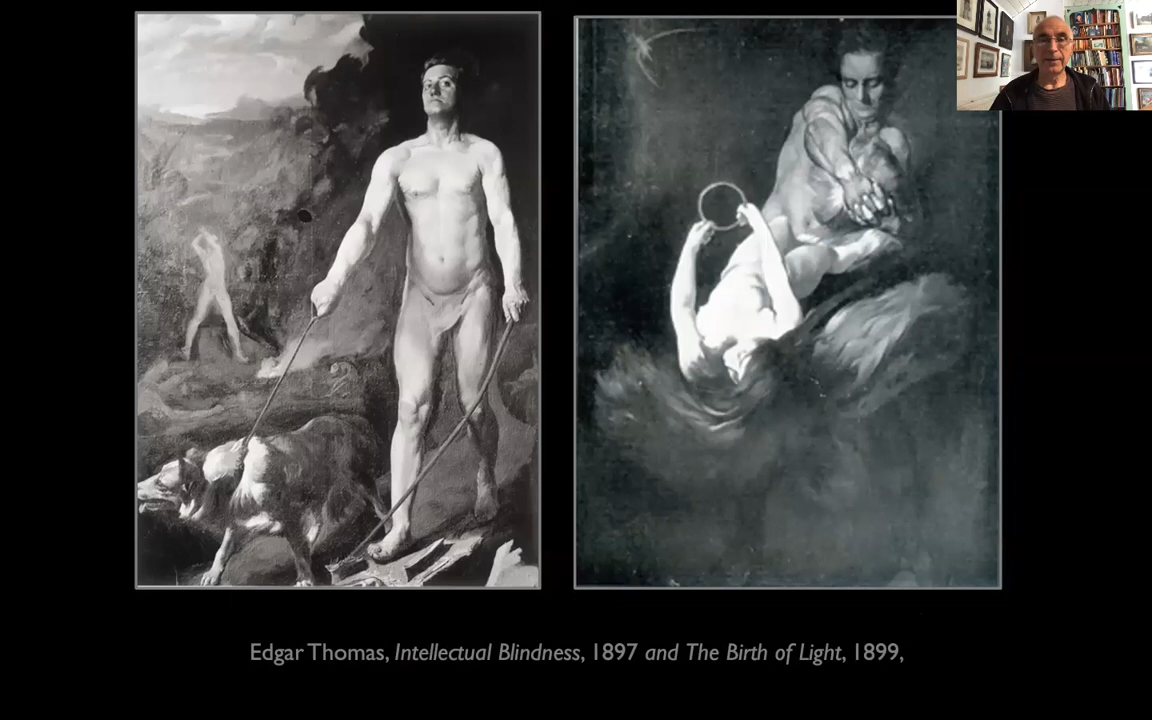 Edgar Thomas, Intellectual Blindness, 1897 and The Birth of Light, 1899,